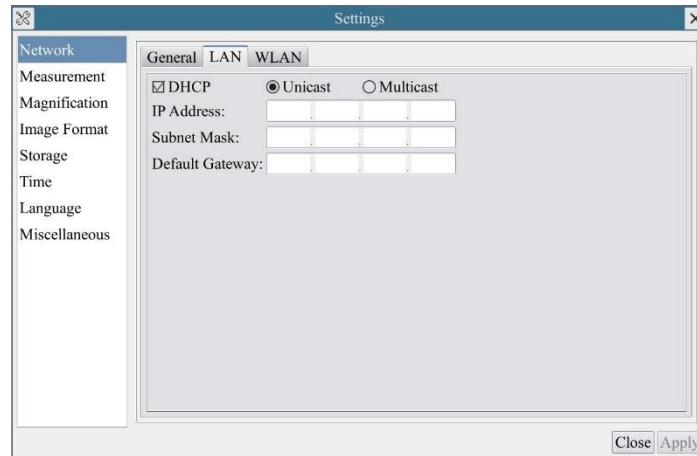 Settings
Network
Measurement
Magnification
Image Format
Storage
Time
Language
Miscellaneous
General LAN WLAN
DHCP Unicast Multicast
IP Address:
Subnet Mask:
Default Gateway:
Close Apply